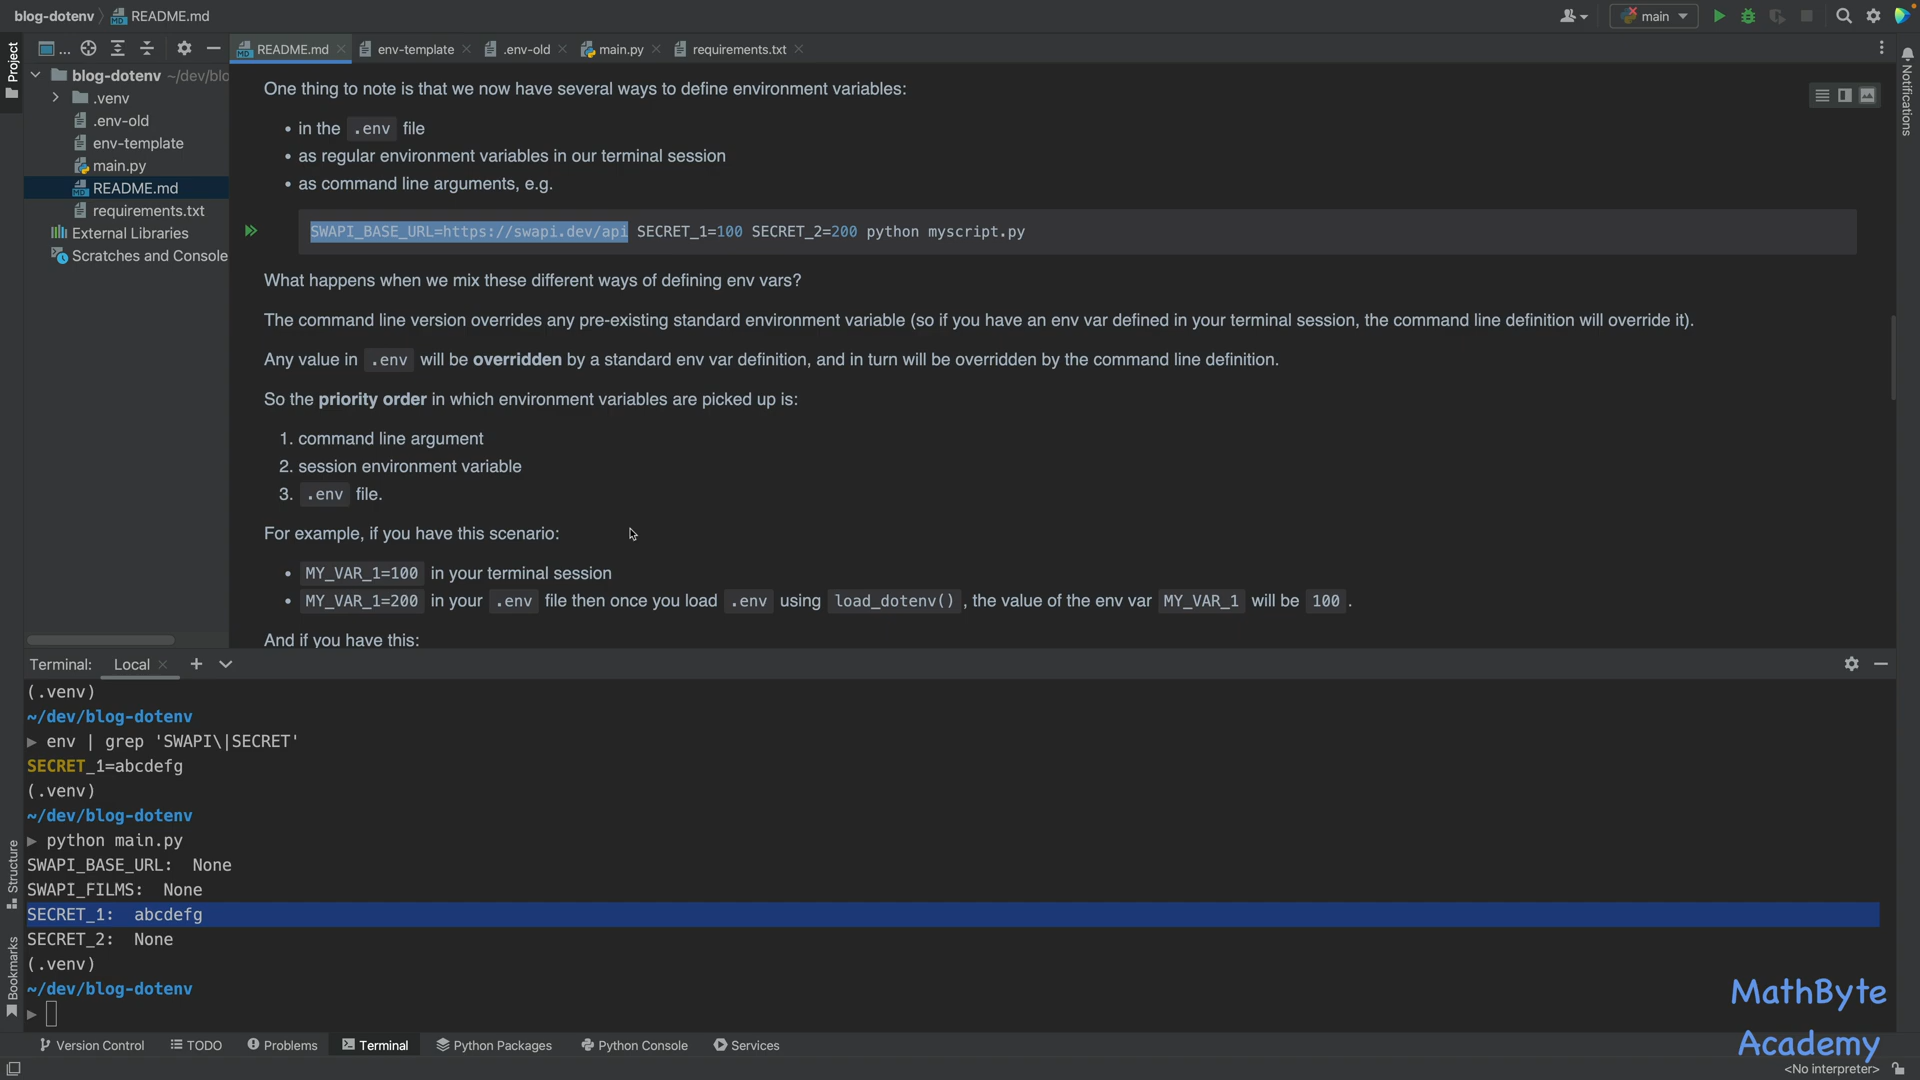 blog-dotenv
README.md
main
Project
...
README.md
env-template
.env-old
main.py
requirements.txt
Notifications
blog-dotenv ~/dev/blo
.venv
.env-old
env-template
main.py
README.md
requirements.txt
External Libraries
Scratches and Console
One thing to note is that we now have several ways to define environment variables:
• in the .env file
• as regular environment variables in our terminal session
• as command line arguments, e.g.
SWAPI_BASE_URL=https://swapi.dev/api SECRET_1=100 SECRET_2=200 python myscript.py
What happens when we mix these different ways of defining env vars?
The command line version overrides any pre-existing standard environment variable (so if you have an env var defined in your terminal session, the command line definition will override it).
Any value in .env will be overridden by a standard env var definition, and in turn will be overridden by the command line definition.
So the priority order in which environment variables are picked up is:
1. command line argument
2. session environment variable
3. .env file.
For example, if you have this scenario:
• MY_VAR_1=100 in your terminal session
• MY_VAR_1=200 in your .env file then once you load .env using load_dotenv() , the value of the env var MY_VAR_1 will be 100 .
And if you have this:
Terminal: Local
(.venv)
~/dev/blog-dotenv
env | grep 'SWAPI\|SECRET'
SECRET_1=abcdefg
(.venv)
~/dev/blog-dotenv
python main.py
SWAPI_BASE_URL: None
SWAPI_FILMS: None
SECRET_1: abcdefg
SECRET_2: None
(.venv)
~/dev/blog-dotenv
Structure
Bookmarks
MathByte
Academy
Version Control
TODO
Problems
Terminal
Python Packages
Python Console
Services
<No interpreter>